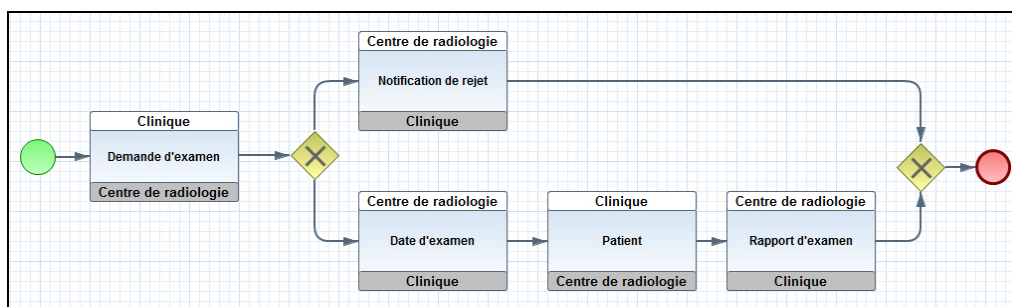 Clinique
Demande d'examen
Centre de radiologie
Centre de radiologie
Notification de rejet
Clinique
Centre de radiologie
Date d'examen
Clinique
Clinique
Patient
Centre de radiologie
Centre de radiologie
Rapport d'examen
Clinique